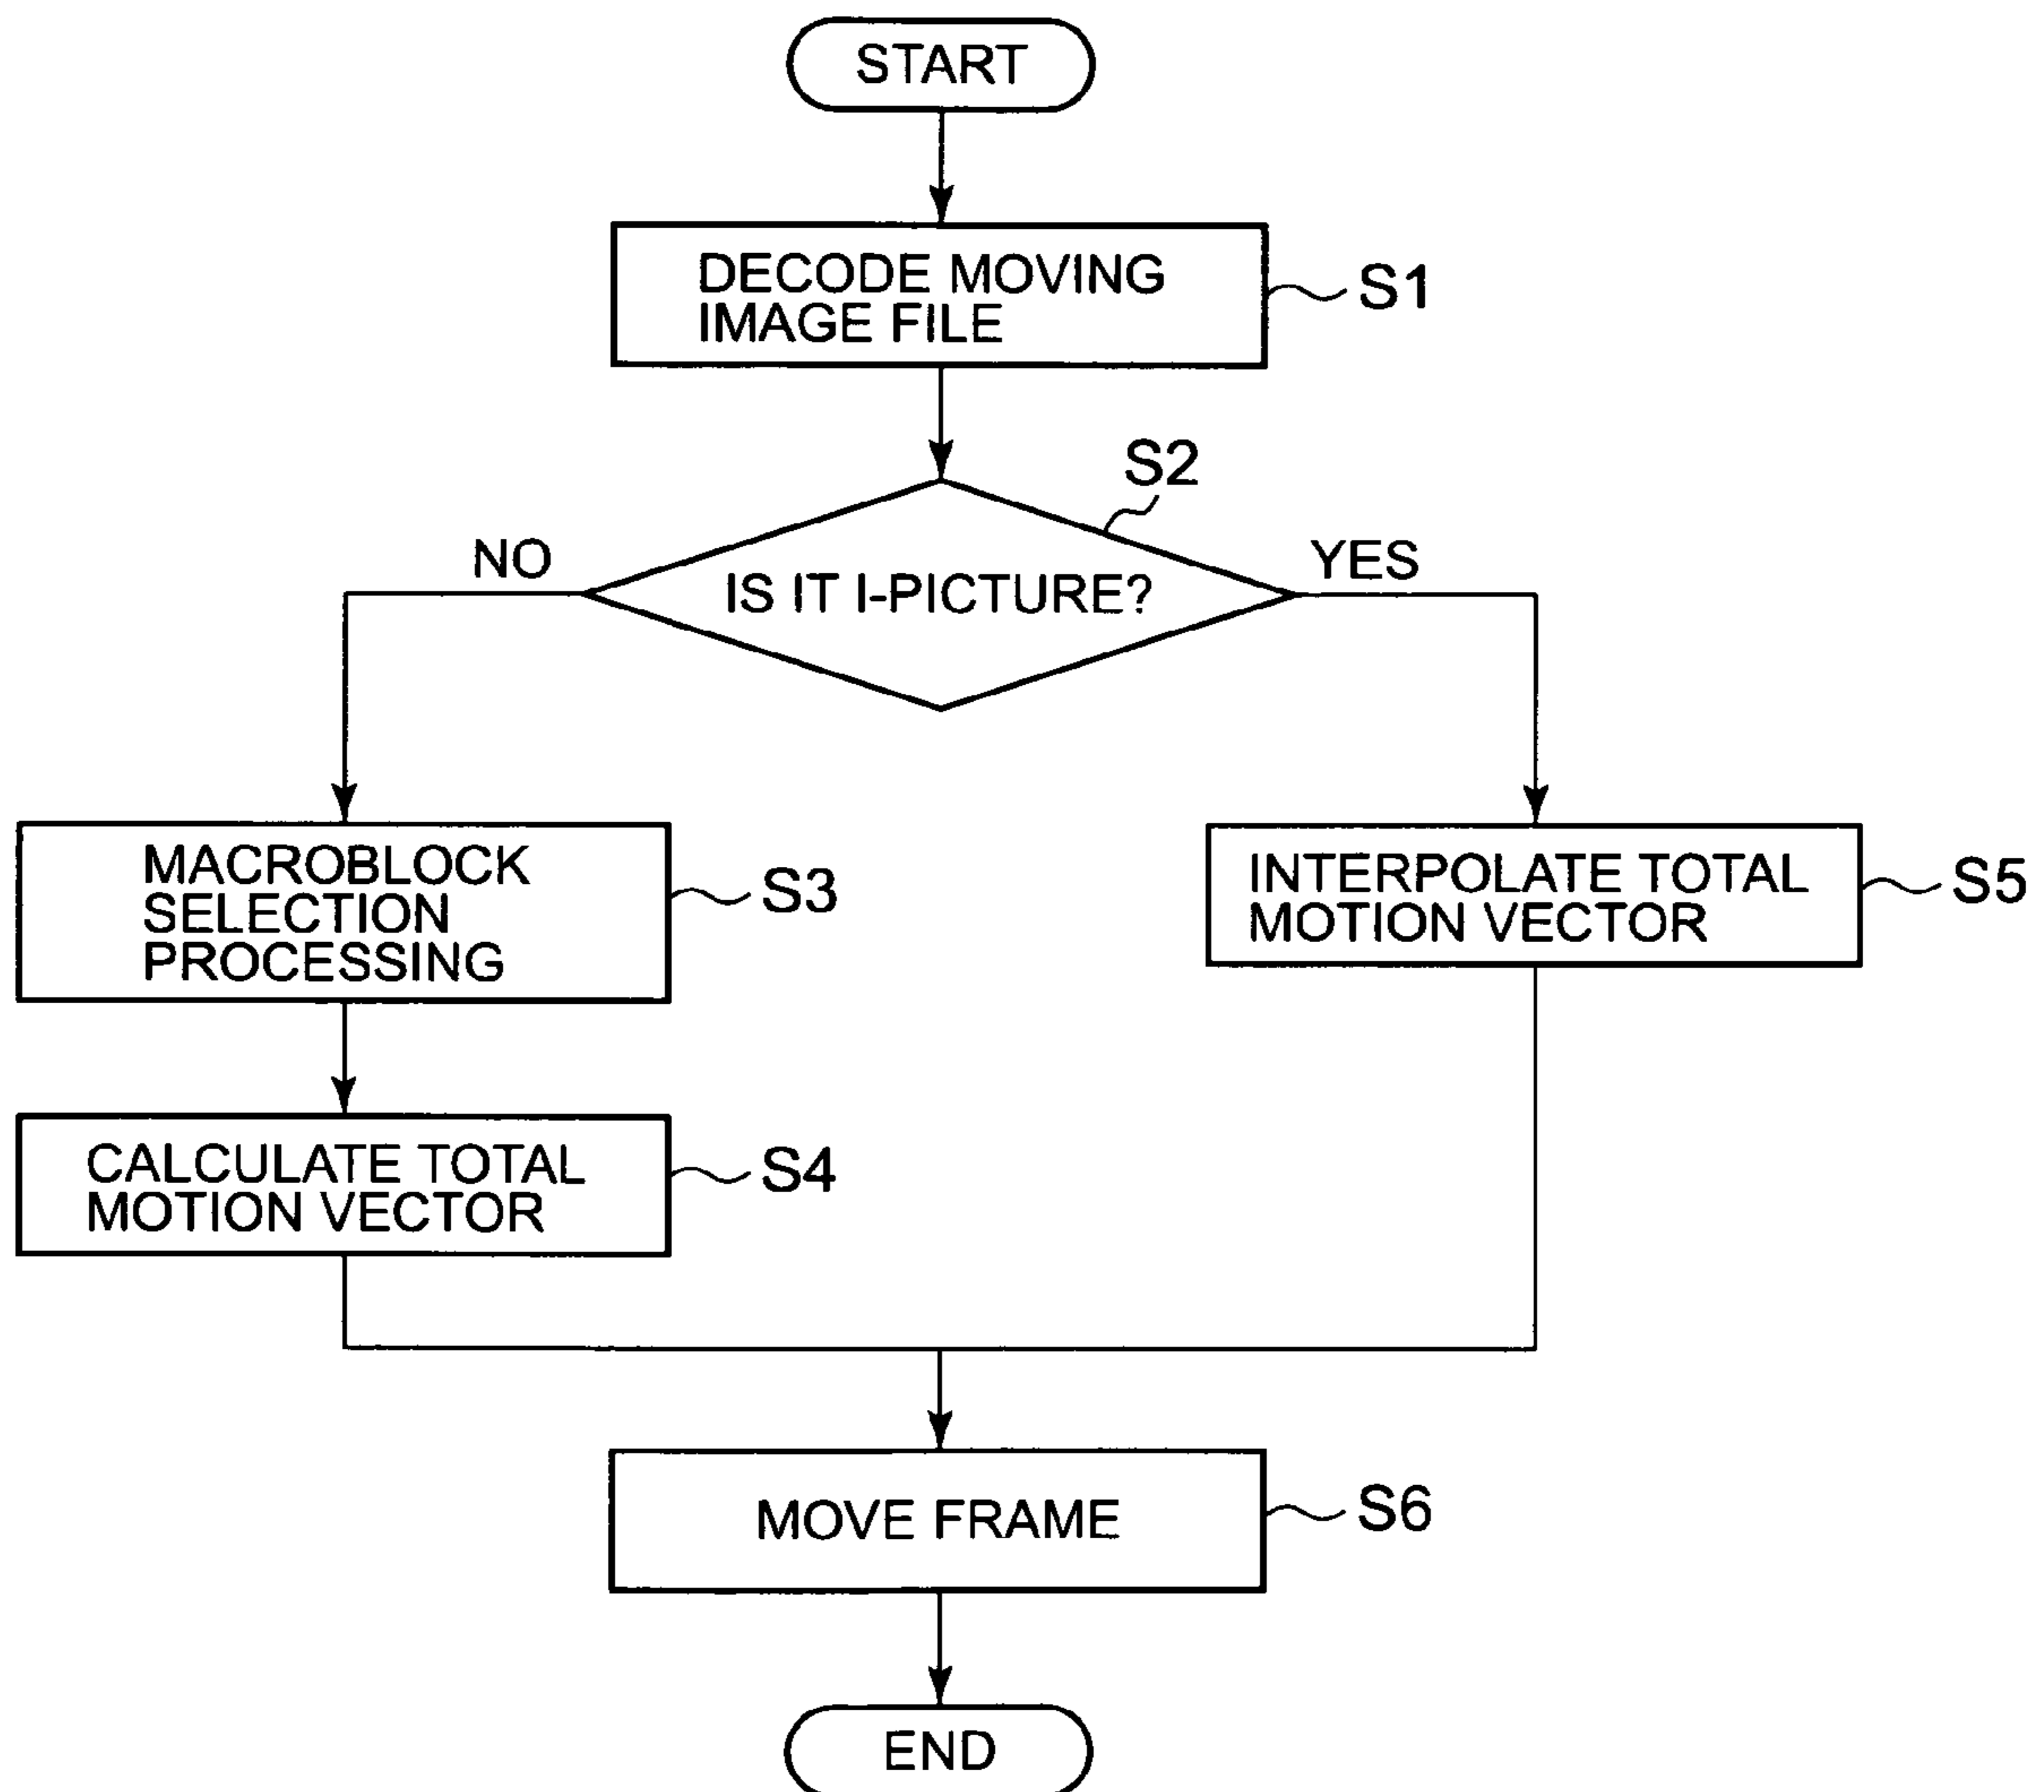 START
DECODE MOVING
IMAGE FILE
S1
S2
NO
IS IT I-PICTURE?
YES
MACROBLOCK
SELECTION
PROCESSING
S3
INTERPOLATE TOTAL
MOTION VECTOR
S5
CALCULATE TOTAL
MOTION VECTOR
S4
MOVE FRAME
S6
END